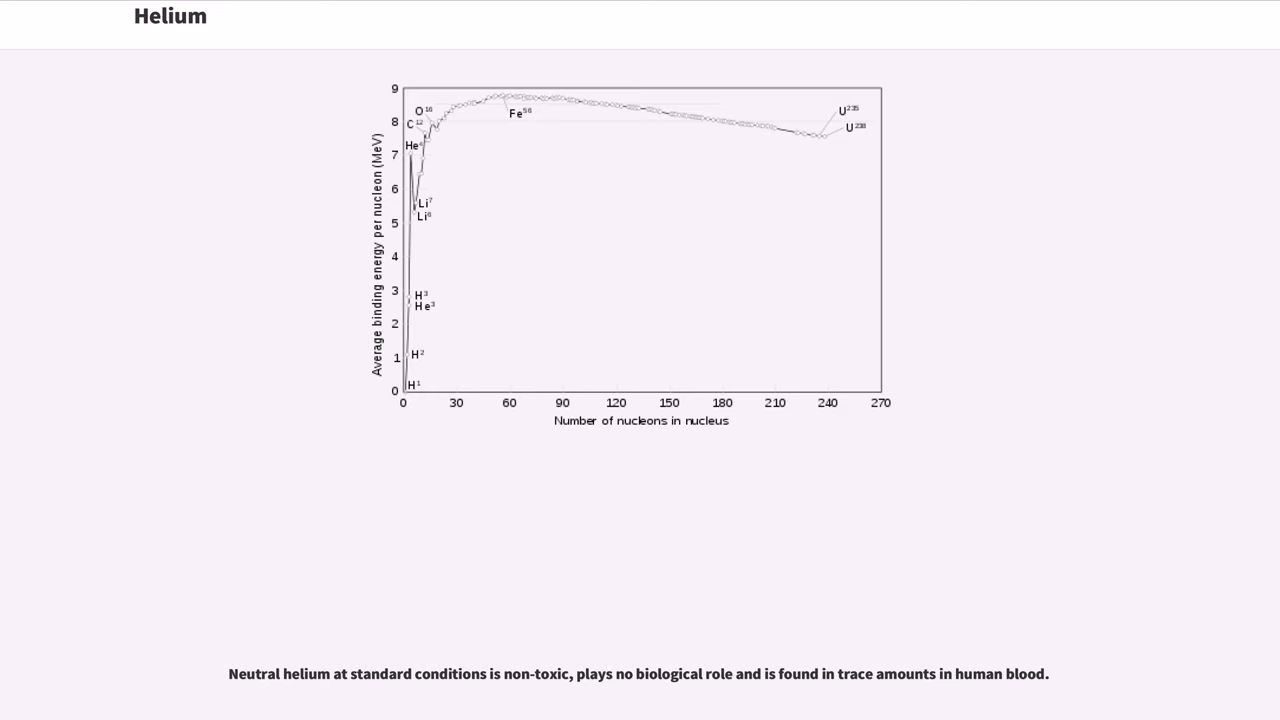 Helium
Average binding energy per nucleon (MeV)
9
8
7
6
5
4
3
2
1
0
O¹⁶
C¹²
He⁴
Li⁷
Li⁶
H³
He³
H²
H¹
Fe⁵⁶
U²³⁵
U²³⁸
0 30 60 90 120 150 180 210 240 270
Number of nucleons in nucleus
Neutral helium at standard conditions is non-toxic, plays no biological role and is found in trace amounts in human blood.